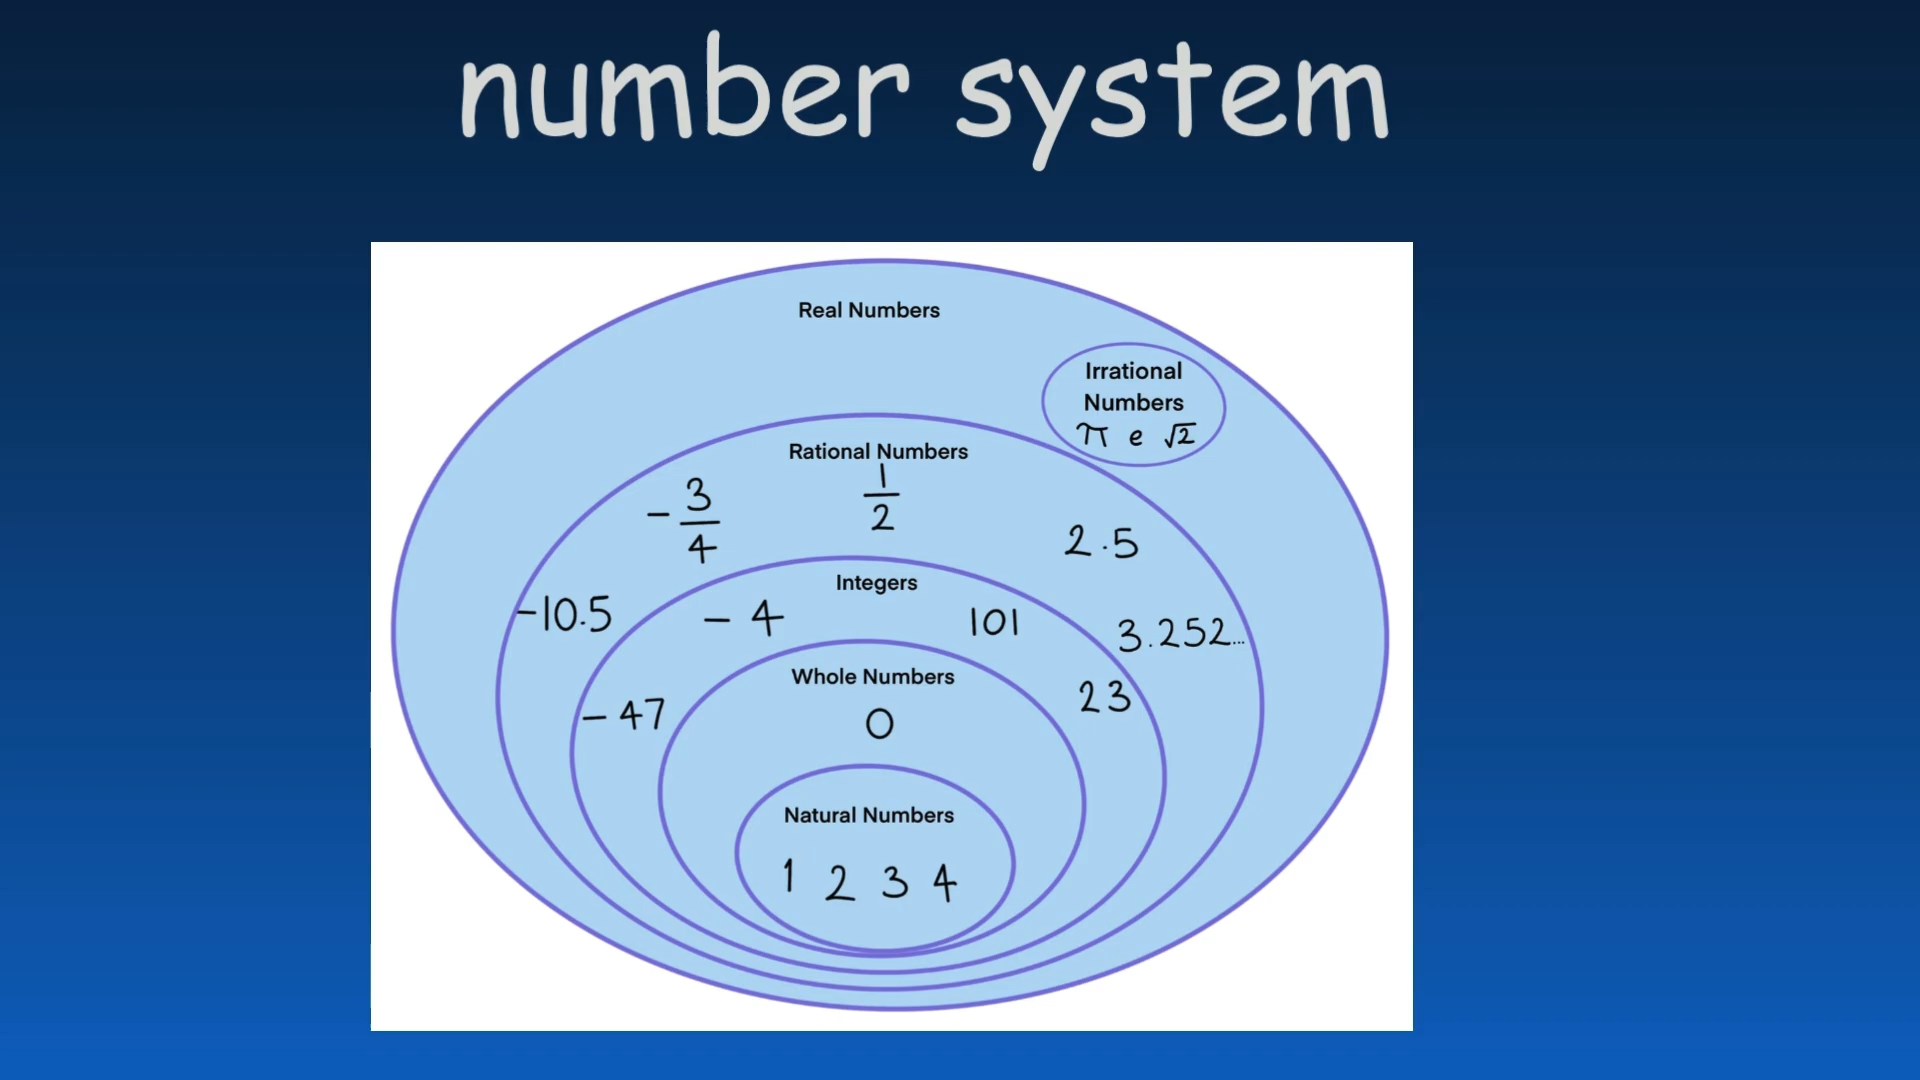 number system
Real Numbers
Irrational
Numbers
π e √2
Rational Numbers
-3/4 1/2 2.5
-10.5
Integers
-4 101 3.252...
Whole Numbers
-47 0 23
Natural Numbers
1 2 3 4